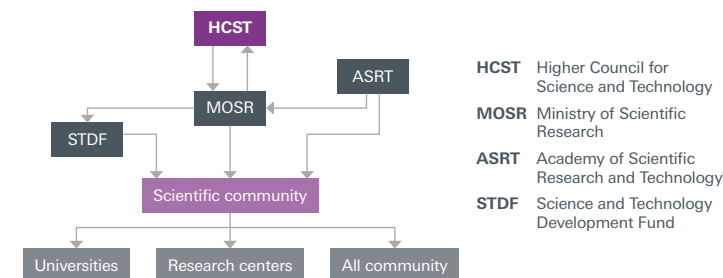 HCST
ASRT
MOSR
STDF
Scientific community
Universities
Research centers
All community
HCST Higher Council for
Science and Technology
MOSR Ministry of Scientific
Research
ASRT Academy of Scientific
Research and Technology
STDF Science and Technology
Development Fund